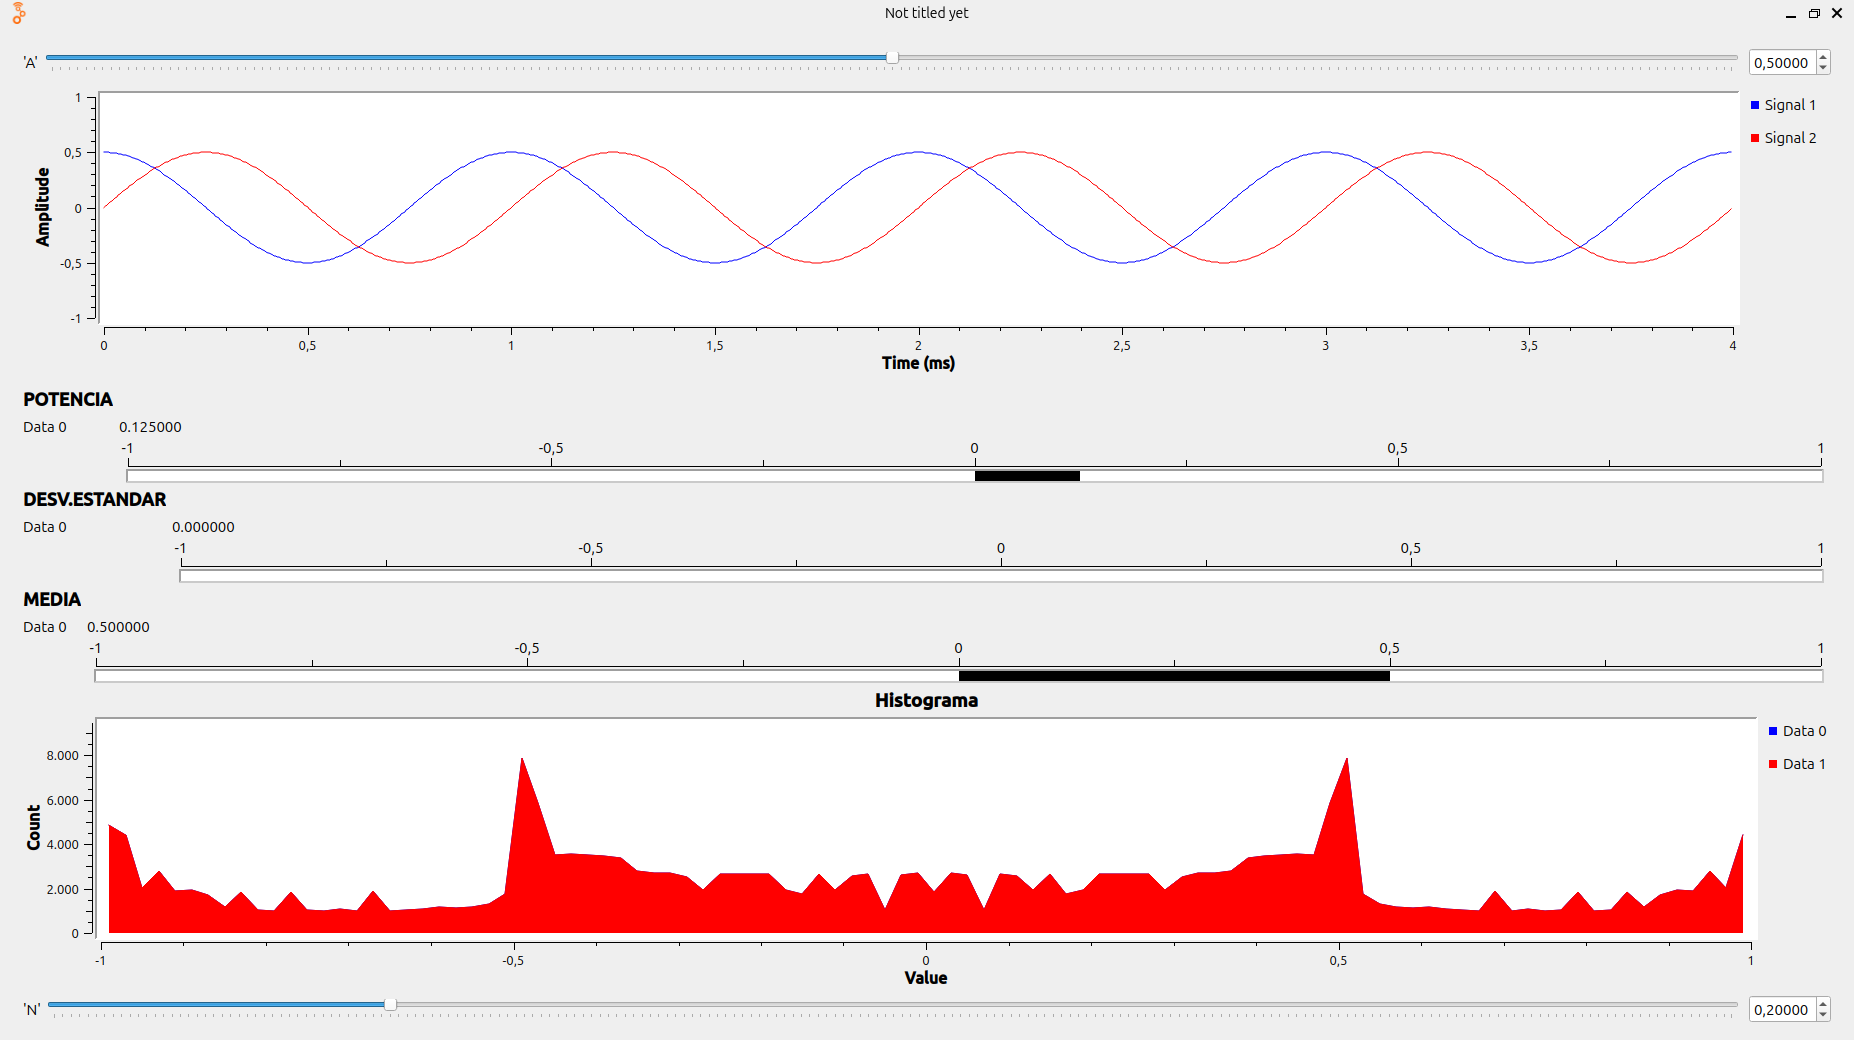 Not titled yet
'A'
0,50000
1
0,5
0
-0,5
-1
Amplitude
Signal 1
Signal 2
0 0,5 1 1,5 2 2,5 3 3,5 4
Time (ms)
POTENCIA
Data 0 0.125000
-1 -0,5 0 0,5 1
DESV.ESTANDAR
Data 0 0.000000
-1 -0,5 0 0,5 1
MEDIA
Data 0 0.500000
-1 -0,5 0 0,5 1
Histograma
8.000
6.000
4.000
2.000
0
Count
Data 0
Data 1
-1 -0,5 0 0,5 1
Value
'N'
0,20000